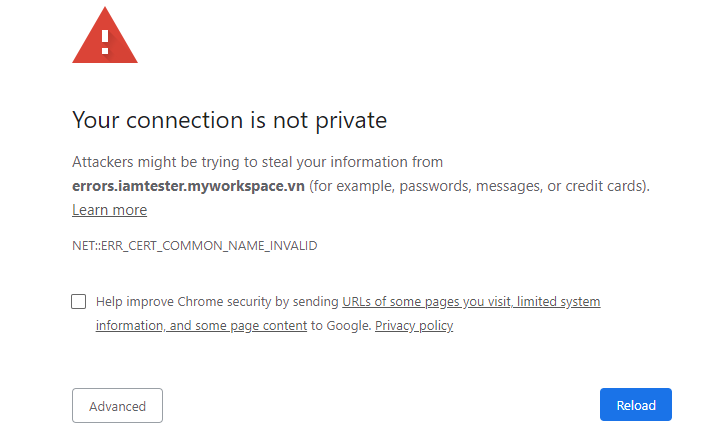 Your connection is not private
Attackers might be trying to steal your information from
errors.iamtester.myworkspace.vn (for example, passwords, messages, or credit cards).
Learn more
NET::ERR_CERT_COMMON_NAME_INVALID
Help improve Chrome security by sending URLs of some pages you visit, limited system
information, and some page content to Google. Privacy policy
Advanced
Reload